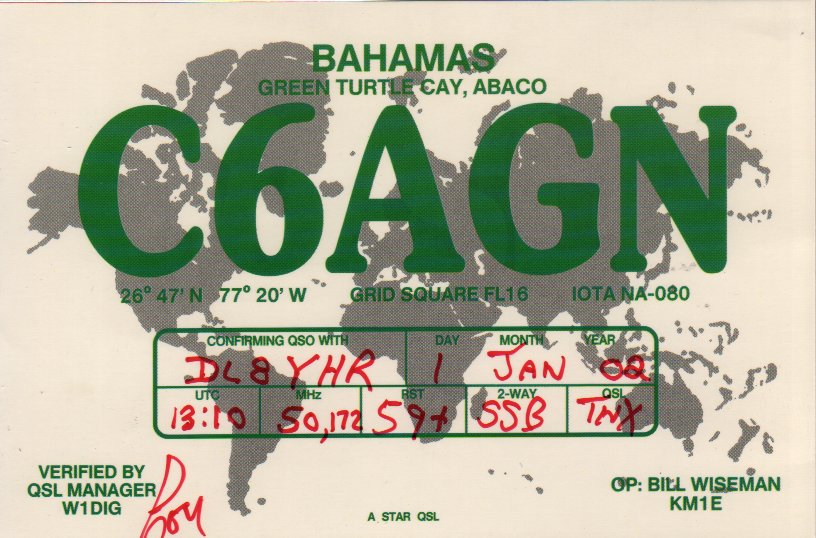 BAHAMAS
GREEN TURTLE CAY, ABACO
C6AGN
26° 47' N 77° 20' W GRID SQUARE FL16 IOTA NA-080
CONFIRMING QSO WITH DAY MONTH YEAR
DL8YHR 1 JAN 02
UTC MHz RST 2-WAY QSL
13:10 50,172 59+ SSB TNX
VERIFIED BY
QSL MANAGER
W1DIG
OP: BILL WISEMAN
KM1E
A STAR QSL